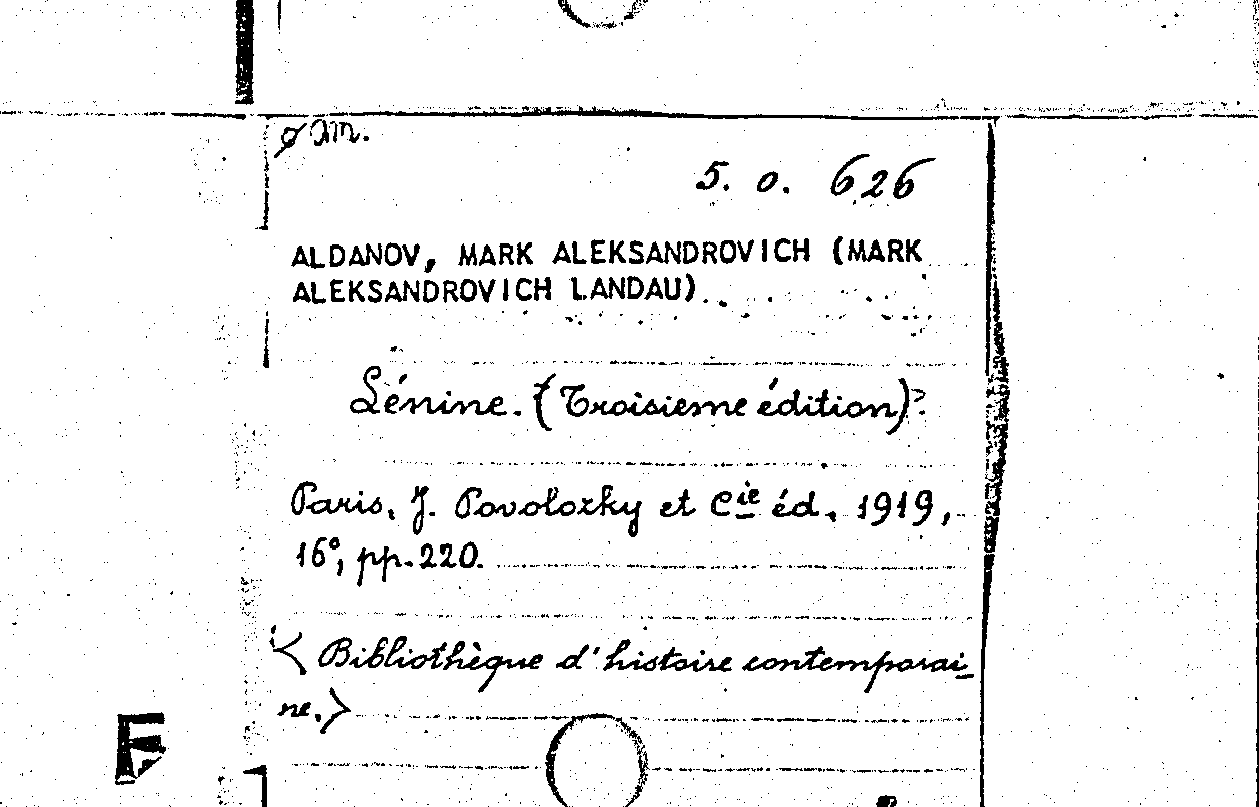 ø am.
5. o. 626
ALDANOV, MARK ALEKSANDROVICH (MARK
ALEKSANDROVICH LANDAU).
Lénine. (Troisieme édition).
Paris, J. Povolozky et Cie éd., 1919,
16°, pp. 220.
< Bibliothèque d'histoire contemporai-
ne. >
F